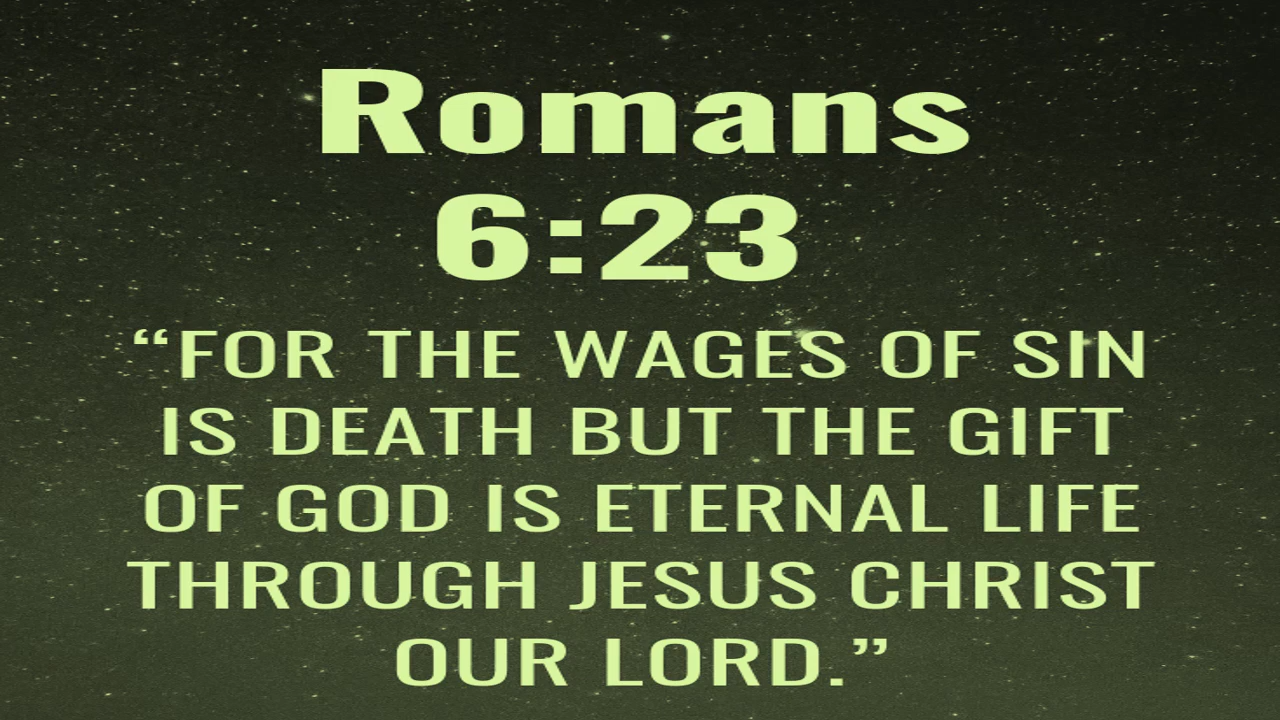 Romans
6:23
“FOR THE WAGES OF SIN
IS DEATH BUT THE GIFT
OF GOD IS ETERNAL LIFE
THROUGH JESUS CHRIST
OUR LORD.”